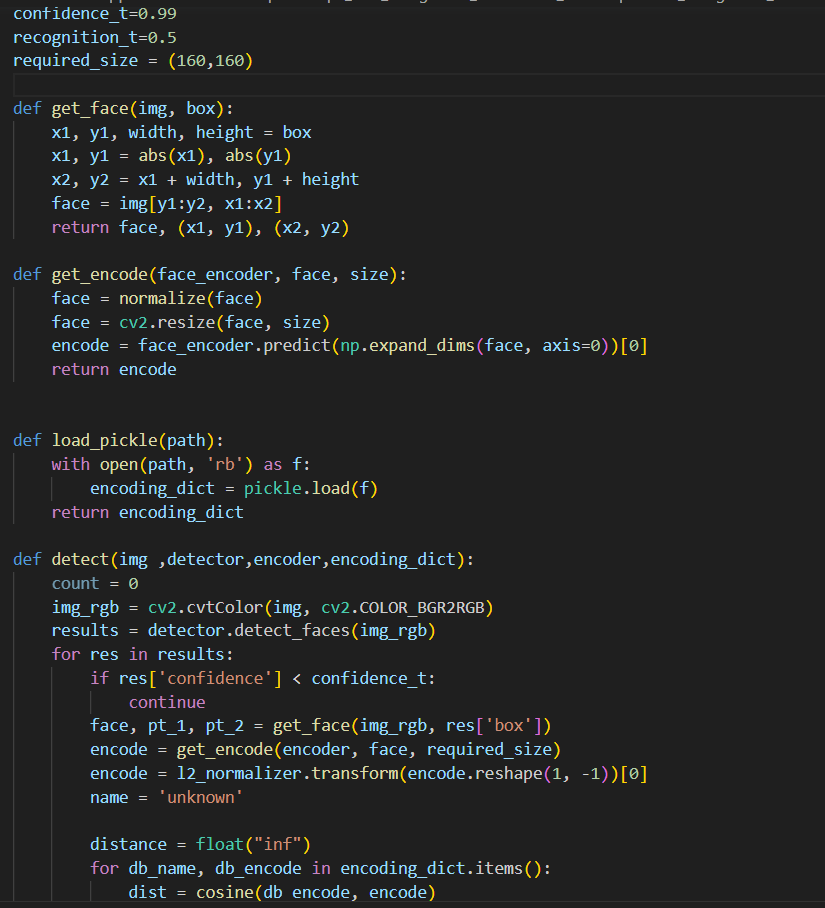 confidence_t=0.99
recognition_t=0.5
required_size = (160,160)
def get_face(img, box):
    x1, y1, width, height = box
    x1, y1 = abs(x1), abs(y1)
    x2, y2 = x1 + width, y1 + height
    face = img[y1:y2, x1:x2]
    return face, (x1, y1), (x2, y2)
def get_encode(face_encoder, face, size):
    face = normalize(face)
    face = cv2.resize(face, size)
    encode = face_encoder.predict(np.expand_dims(face, axis=0))[0]
    return encode
def load_pickle(path):
    with open(path, 'rb') as f:
        encoding_dict = pickle.load(f)
    return encoding_dict
def detect(img ,detector,encoder,encoding_dict):
    count = 0
    img_rgb = cv2.cvtColor(img, cv2.COLOR_BGR2RGB)
    results = detector.detect_faces(img_rgb)
    for res in results:
        if res['confidence'] < confidence_t:
            continue
        face, pt_1, pt_2 = get_face(img_rgb, res['box'])
        encode = get_encode(encoder, face, required_size)
        encode = l2_normalizer.transform(encode.reshape(1, -1))[0]
        name = 'unknown'
        distance = float("inf")
        for db_name, db_encode in encoding_dict.items():
            dist = cosine(db_encode, encode)